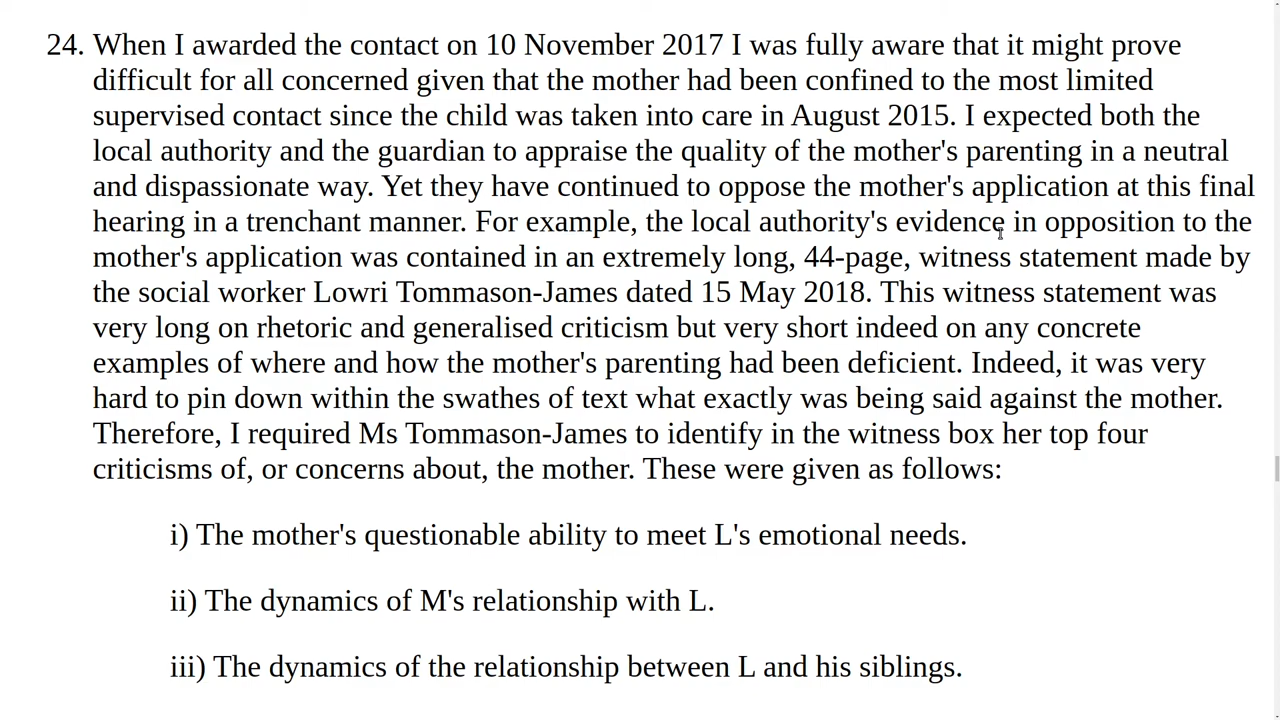 24. When I awarded the contact on 10 November 2017 I was fully aware that it might prove
difficult for all concerned given that the mother had been confined to the most limited
supervised contact since the child was taken into care in August 2015. I expected both the
local authority and the guardian to appraise the quality of the mother's parenting in a neutral
and dispassionate way. Yet they have continued to oppose the mother's application at this final
hearing in a trenchant manner. For example, the local authority's evidence in opposition to the
mother's application was contained in an extremely long, 44-page, witness statement made by
the social worker Lowri Tommason-James dated 15 May 2018. This witness statement was
very long on rhetoric and generalised criticism but very short indeed on any concrete
examples of where and how the mother's parenting had been deficient. Indeed, it was very
hard to pin down within the swathes of text what exactly was being said against the mother.
Therefore, I required Ms Tommason-James to identify in the witness box her top four
criticisms of, or concerns about, the mother. These were given as follows:
i) The mother's questionable ability to meet L's emotional needs.
ii) The dynamics of M's relationship with L.
iii) The dynamics of the relationship between L and his siblings.